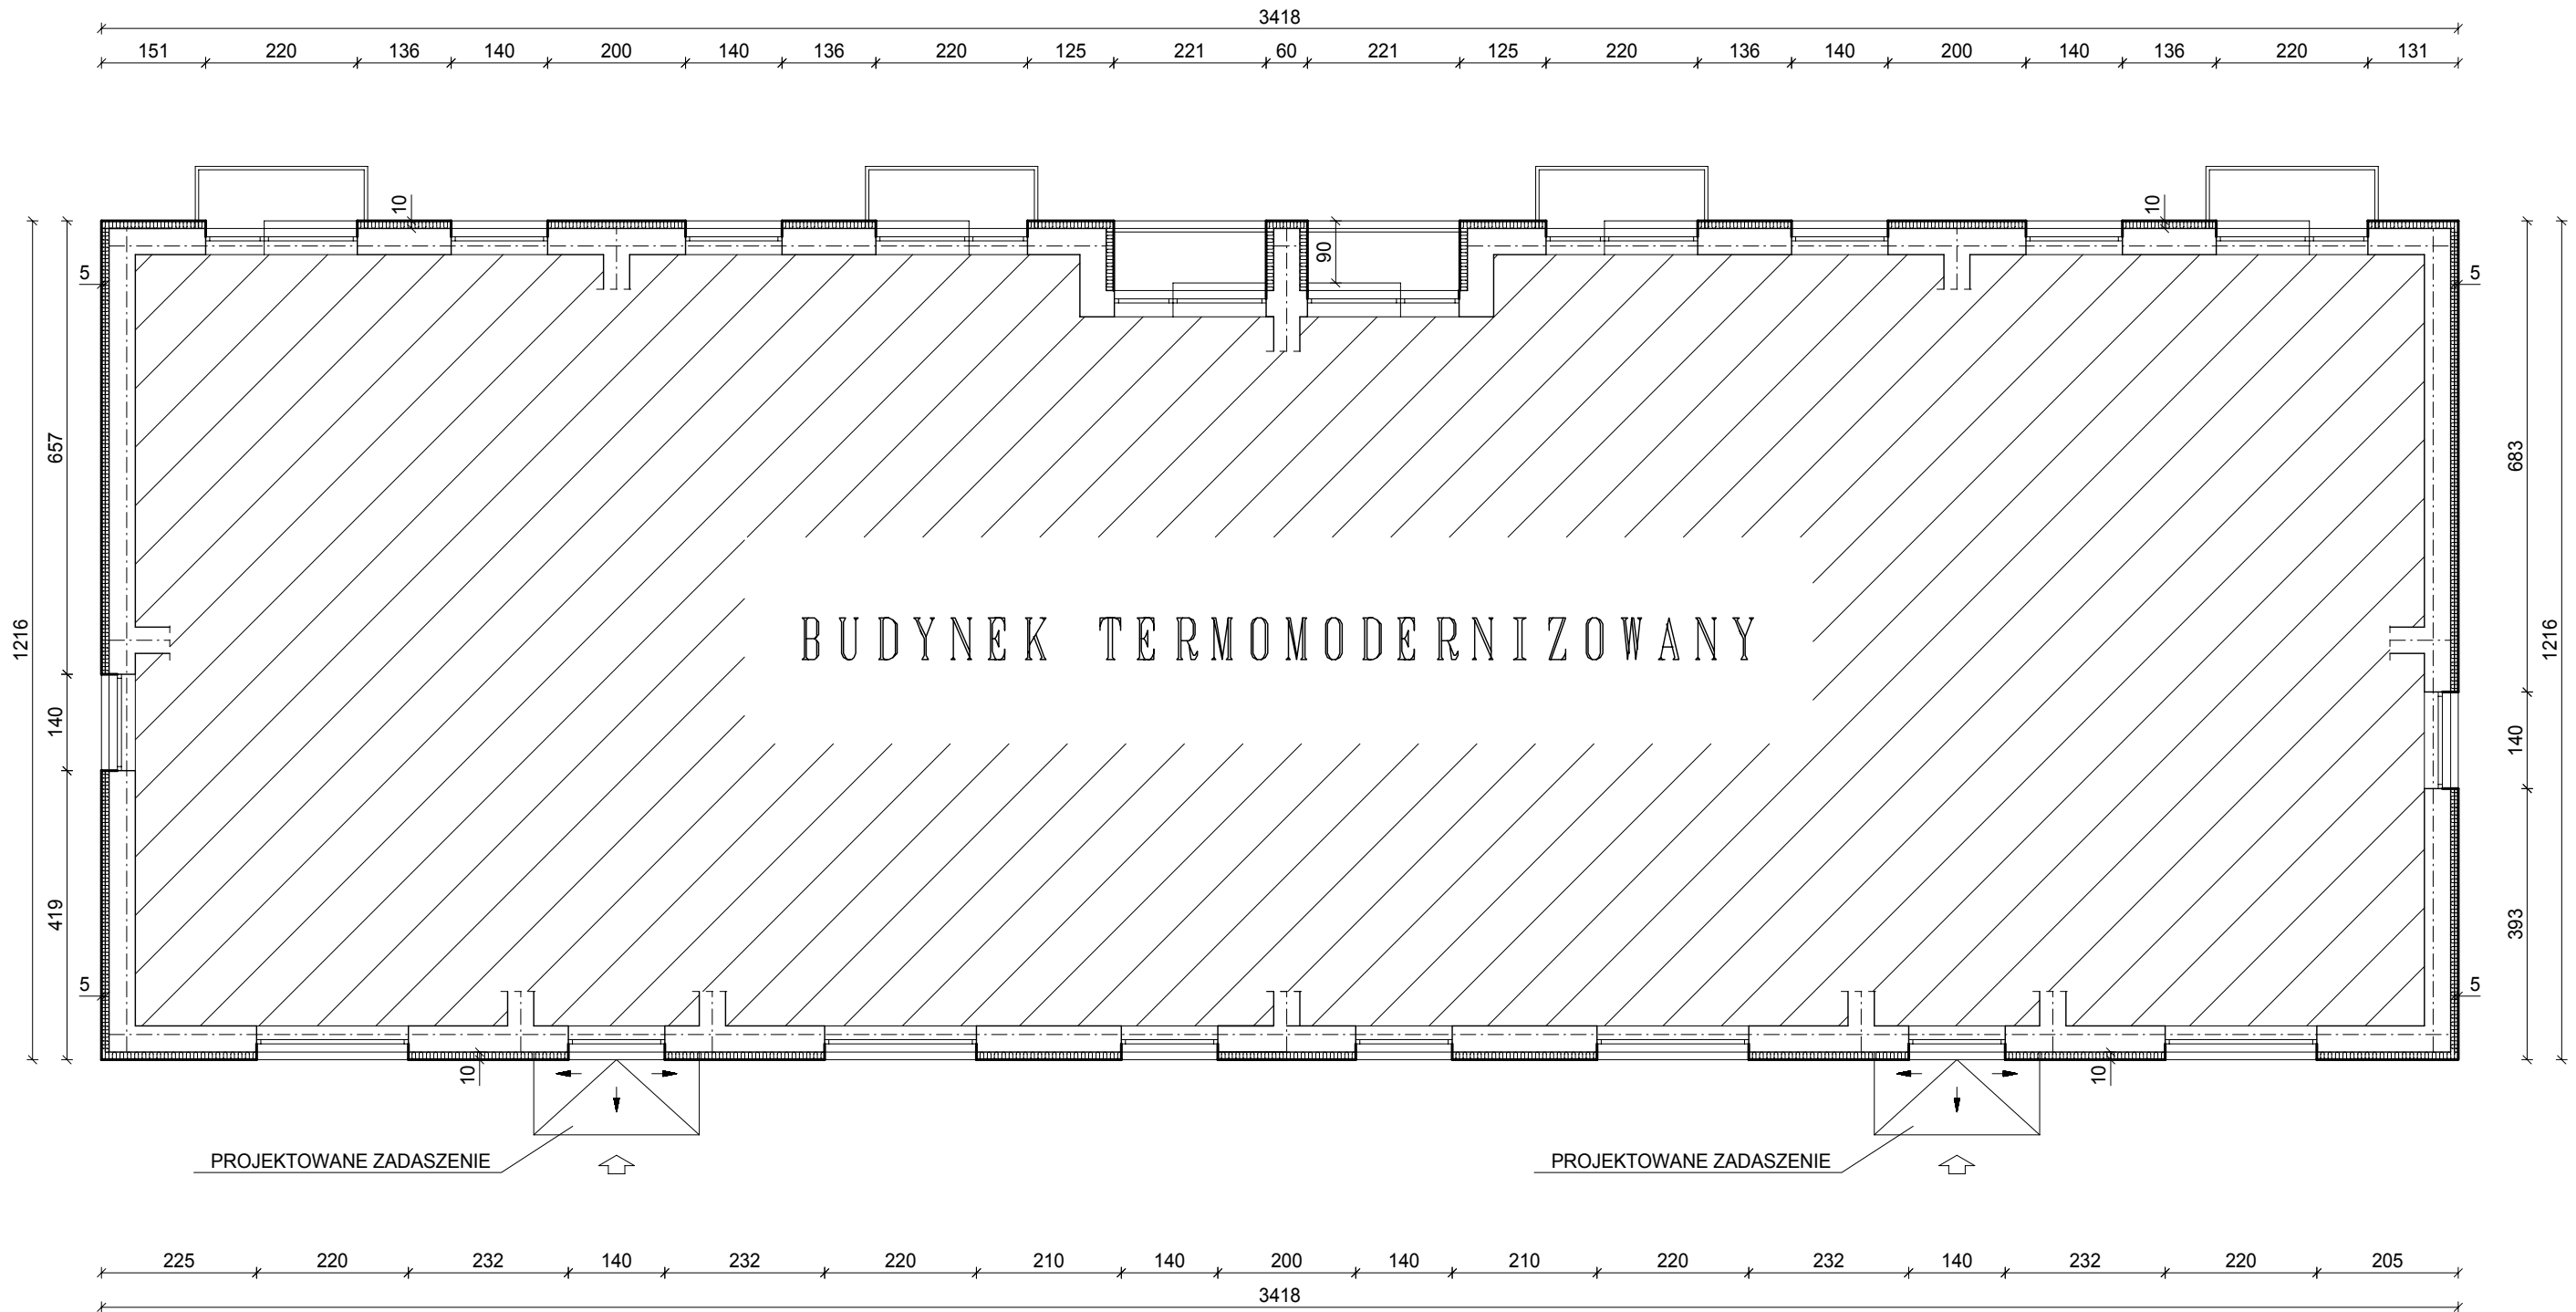 3418
151 220 136 140 200 140 136 220 125 221 60 221 125 220 136 140 200 140 136 220 131
10 10
90
5 5
657 683
BUDYNEK TERMOMODERNIZOWANY
1216 1216
140 140
419 393
5 5
10 10
PROJEKTOWANE ZADASZENIE PROJEKTOWANE ZADASZENIE
225 220 232 140 232 220 210 140 200 140 210 220 232 140 232 220 205
3418